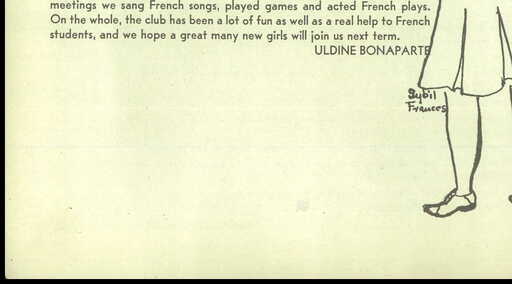 meetings we sang French songs, played games and acted French plays.
On the whole, the club has been a lot of fun as well as a real help to French
students, and we hope a great many new girls will join us next term.
ULDINE BONAPARTE
Sybil
Frances